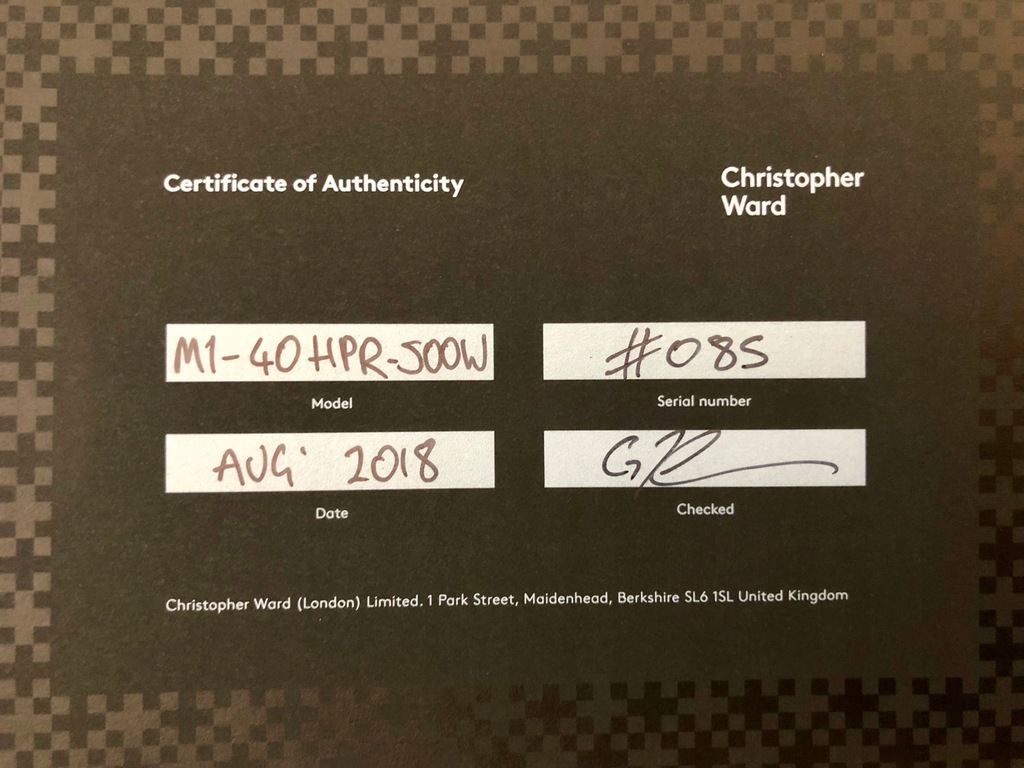 Certificate of Authenticity
Christopher
Ward
M1-40HPR-S00W
#085
Model
Serial number
AUG' 2018
Date
Checked
Christopher Ward (London) Limited. 1 Park Street, Maidenhead, Berkshire SL6 1SL United Kingdom